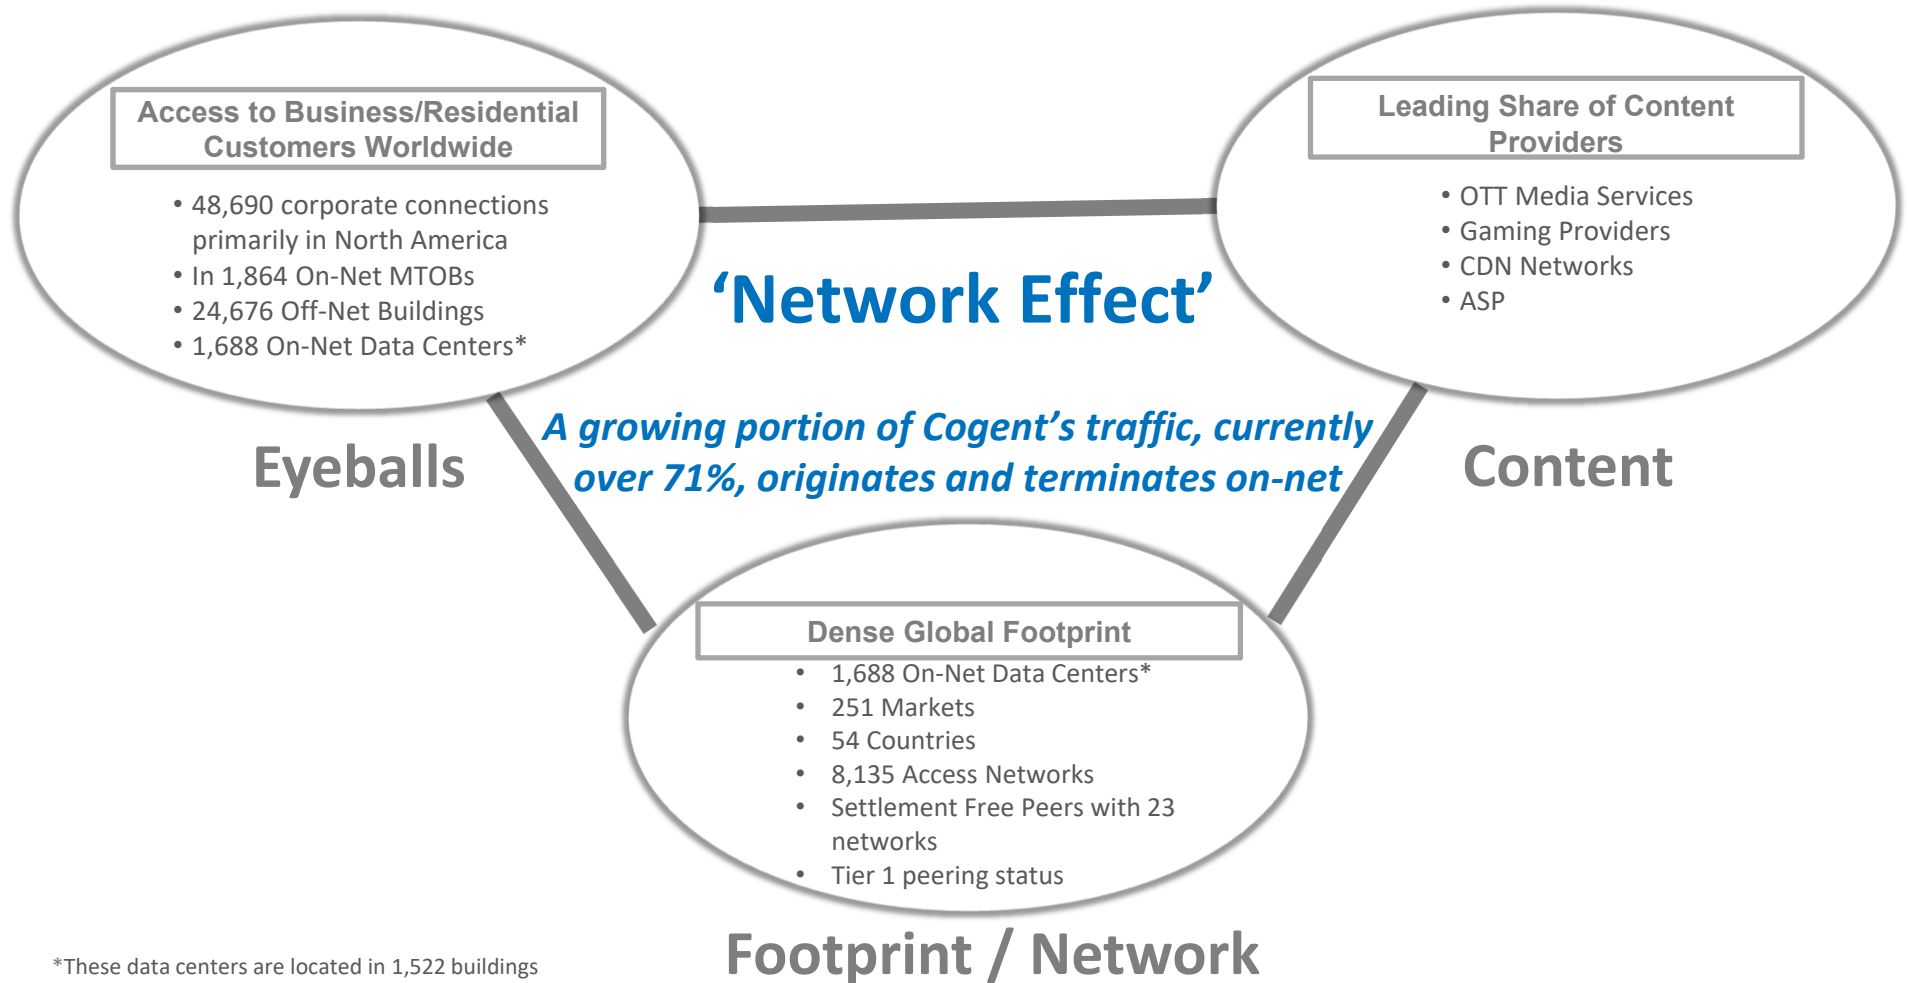 Access to Business/Residential
Customers Worldwide
• 48,690 corporate connections
primarily in North America
• In 1,864 On-Net MTOBs
• 24,676 Off-Net Buildings
• 1,688 On-Net Data Centers*
Eyeballs
Leading Share of Content
Providers
• OTT Media Services
• Gaming Providers
• CDN Networks
• ASP
Content
‘Network Effect’
A growing portion of Cogent’s traffic, currently
over 71%, originates and terminates on-net
Dense Global Footprint
• 1,688 On-Net Data Centers*
• 251 Markets
• 54 Countries
• 8,135 Access Networks
• Settlement Free Peers with 23
networks
• Tier 1 peering status
Footprint / Network
*These data centers are located in 1,522 buildings